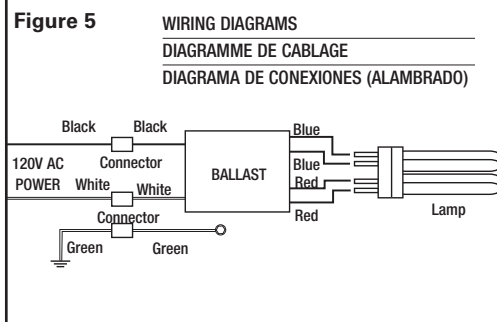 Figure 5
WIRING DIAGRAMS
DIAGRAMME DE CABLAGE
DIAGRAMA DE CONEXIONES (ALAMBRADO)
Black Black
Blue
120V AC POWER
Connector
BALLAST
Blue
White White
Red
Connector
Red
Lamp
Green Green